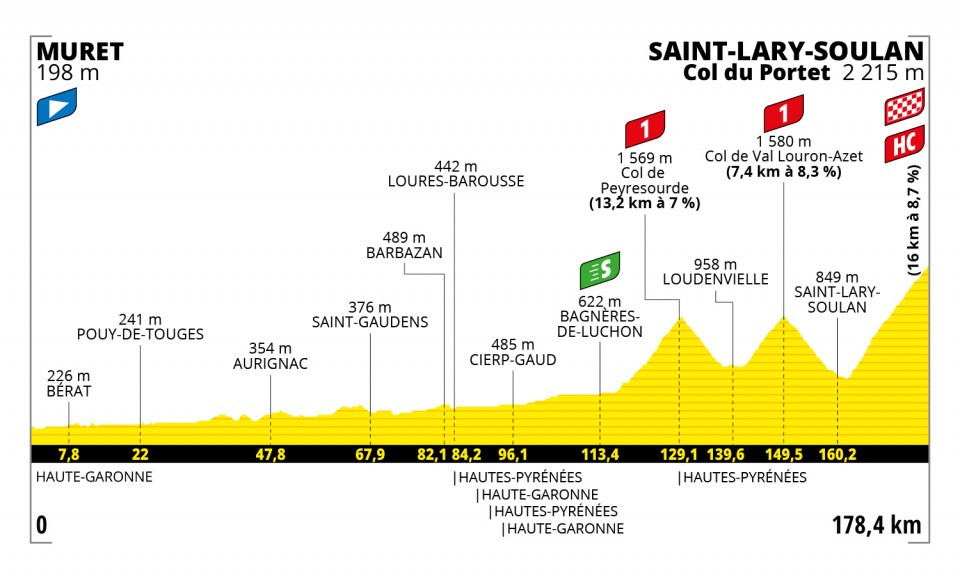 MURET
198 m
SAINT-LARY-SOULAN
Col du Portet 2 215 m
1
1
HC
(16 km à 8,7 %)
1 580 m
Col de Val Louron-Azet
(7,4 km à 8,3 %)
1 569 m
Col de
Peyresourde
(13,2 km à 7 %)
442 m
LOURES-BAROUSSE
489 m
BARBAZAN
S
958 m
LOUDENVIELLE
849 m
SAINT-LARY-
SOULAN
622 m
BAGNÈRES-
DE-LUCHON
376 m
SAINT-GAUDENS
241 m
POUY-DE-TOUGES
485 m
CIERP-GAUD
354 m
AURIGNAC
226 m
BÉRAT
7,8 22 47,8 67,9 82,1 84,2 96,1 113,4 129,1 139,6 149,5 160,2
HAUTE-GARONNE |HAUTES-PYRÉNÉES |HAUTES-PYRÉNÉES
|HAUTE-GARONNE
|HAUTES-PYRÉNÉES
|HAUTE-GARONNE
0 178,4 km